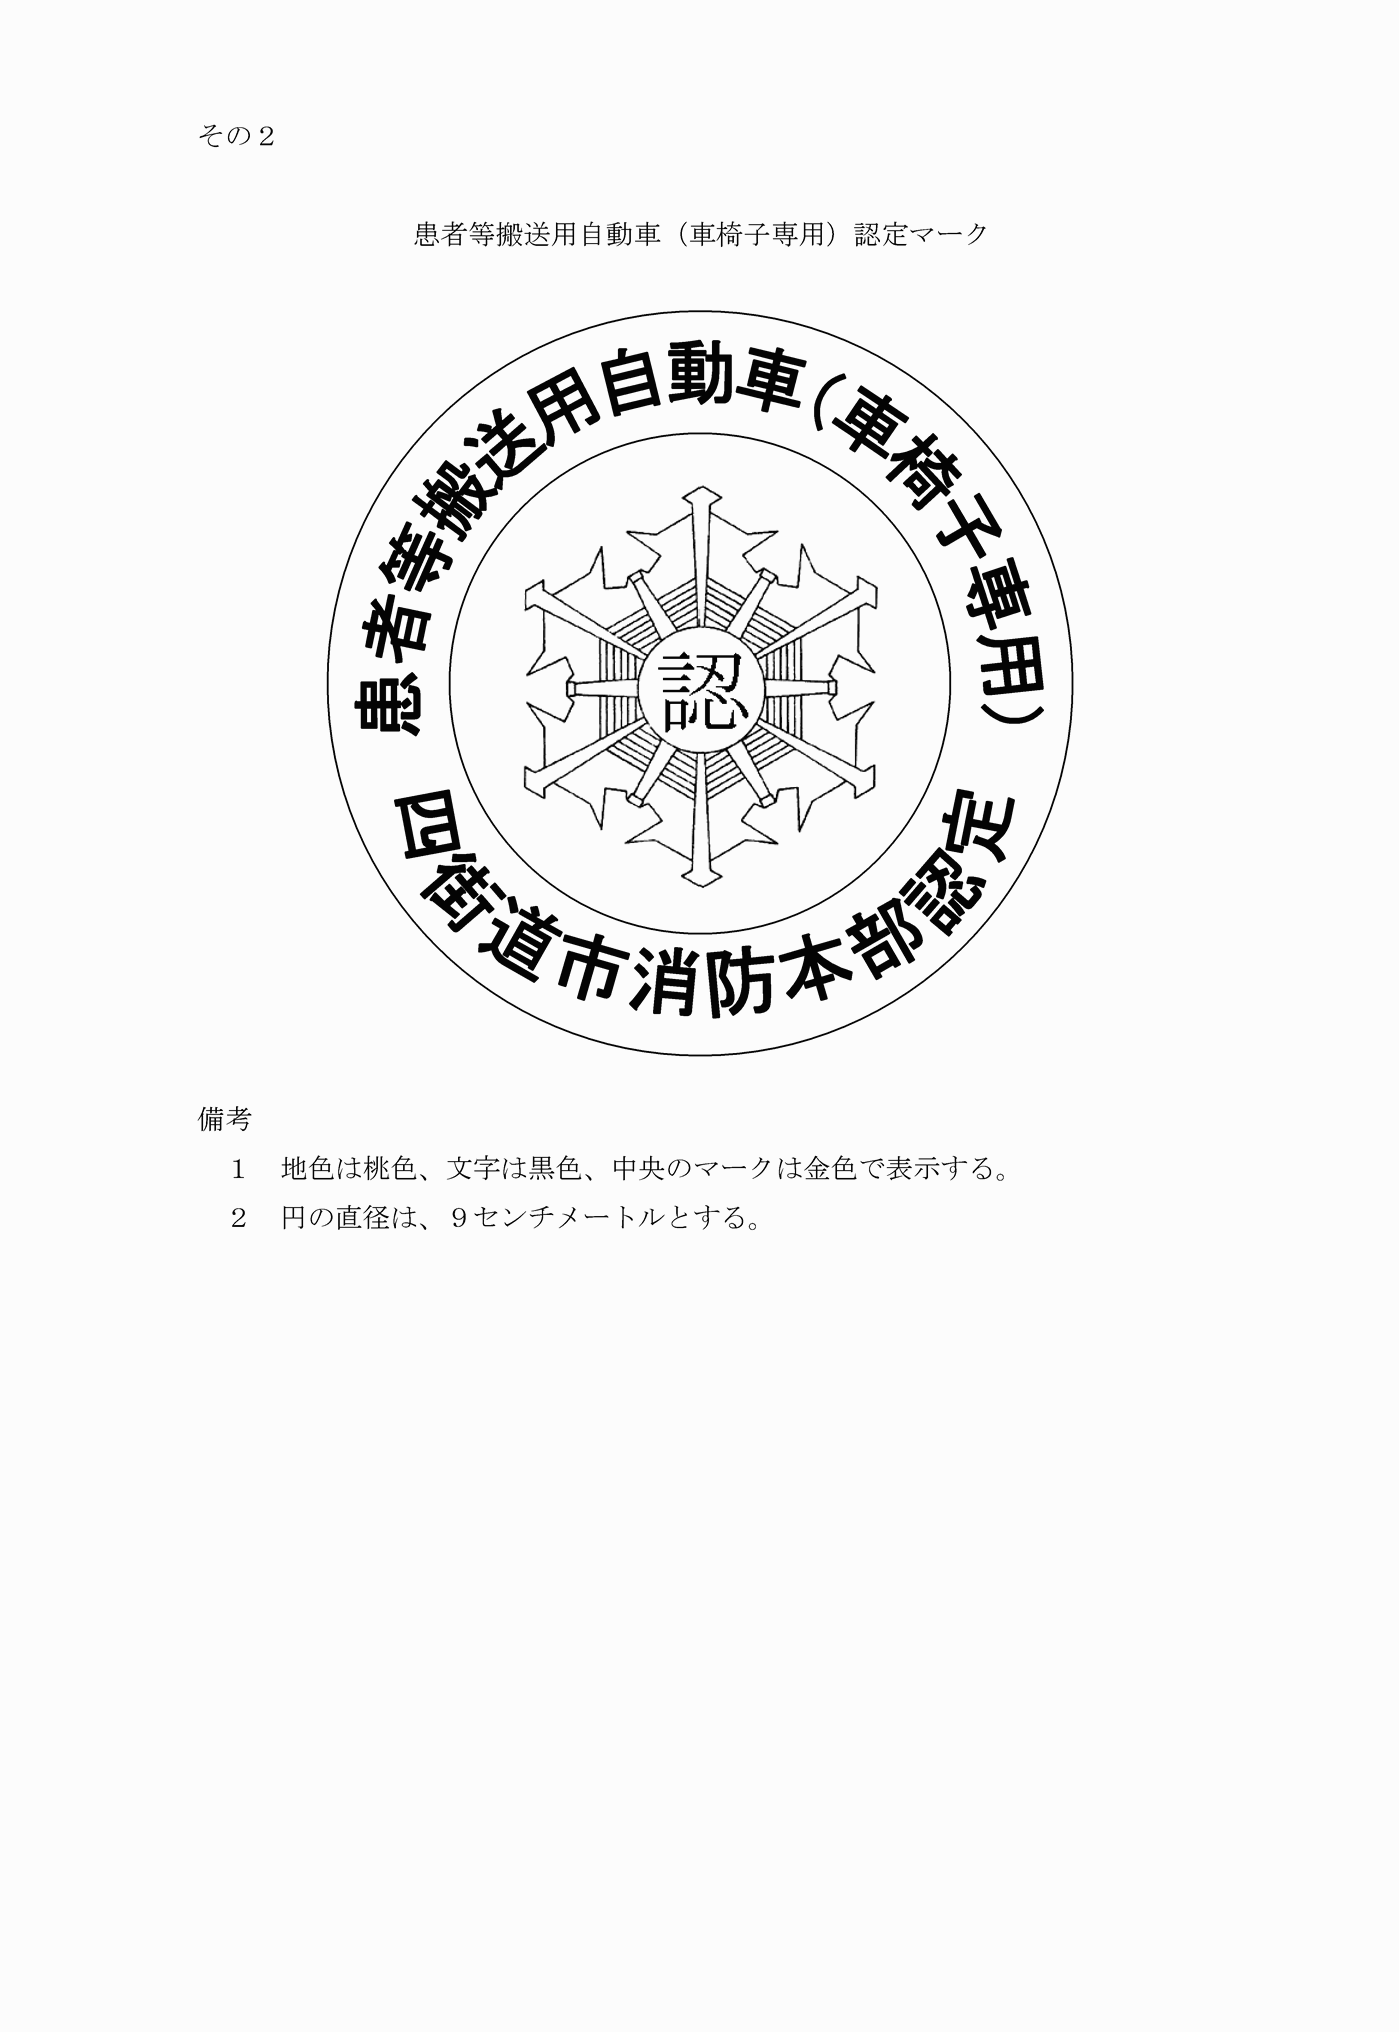 その２
患者等搬送用自動車（車椅子専用）認定マーク
患者等搬送用自動車（車椅子専用）
認
四街道市消防本部認定
備考
１　地色は桃色、文字は黒色、中央のマークは金色で表示する。
２　円の直径は、９センチメートルとする。